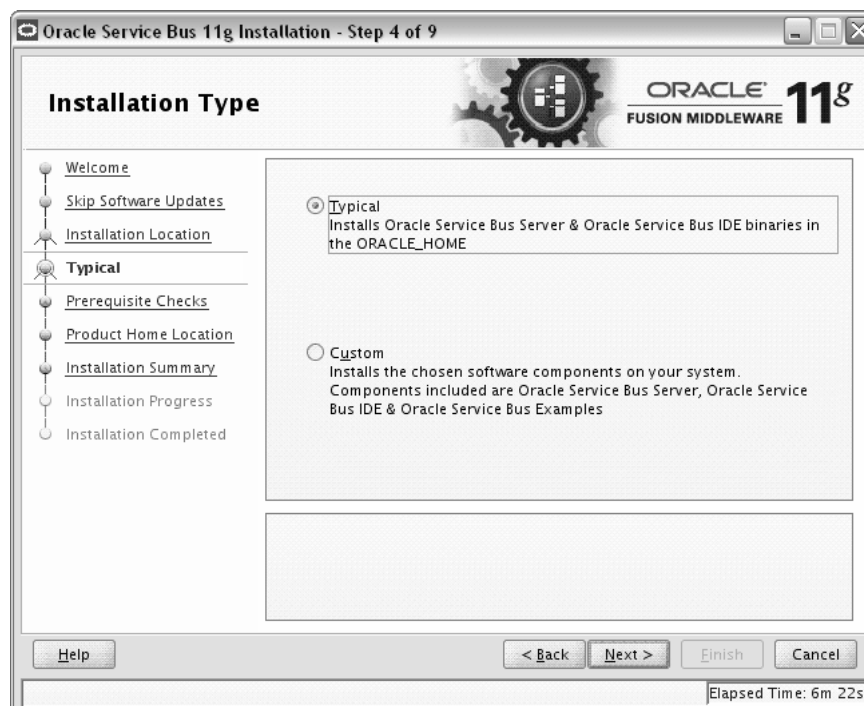 Oracle Service Bus 11g Installation - Step 4 of 9
Installation Type
ORACLE
FUSION MIDDLEWARE
11g
Welcome
Skip Software Updates
Installation Location
Typical
Prerequisite Checks
Product Home Location
Installation Summary
Installation Progress
Installation Completed
Typical
Installs Oracle Service Bus Server & Oracle Service Bus IDE binaries in
the ORACLE_HOME
Custom
Installs the chosen software components on your system.
Components included are Oracle Service Bus Server, Oracle Service
Bus IDE & Oracle Service Bus Examples
Help
< Back
Next >
Finish
Cancel
Elapsed Time: 6m 22s